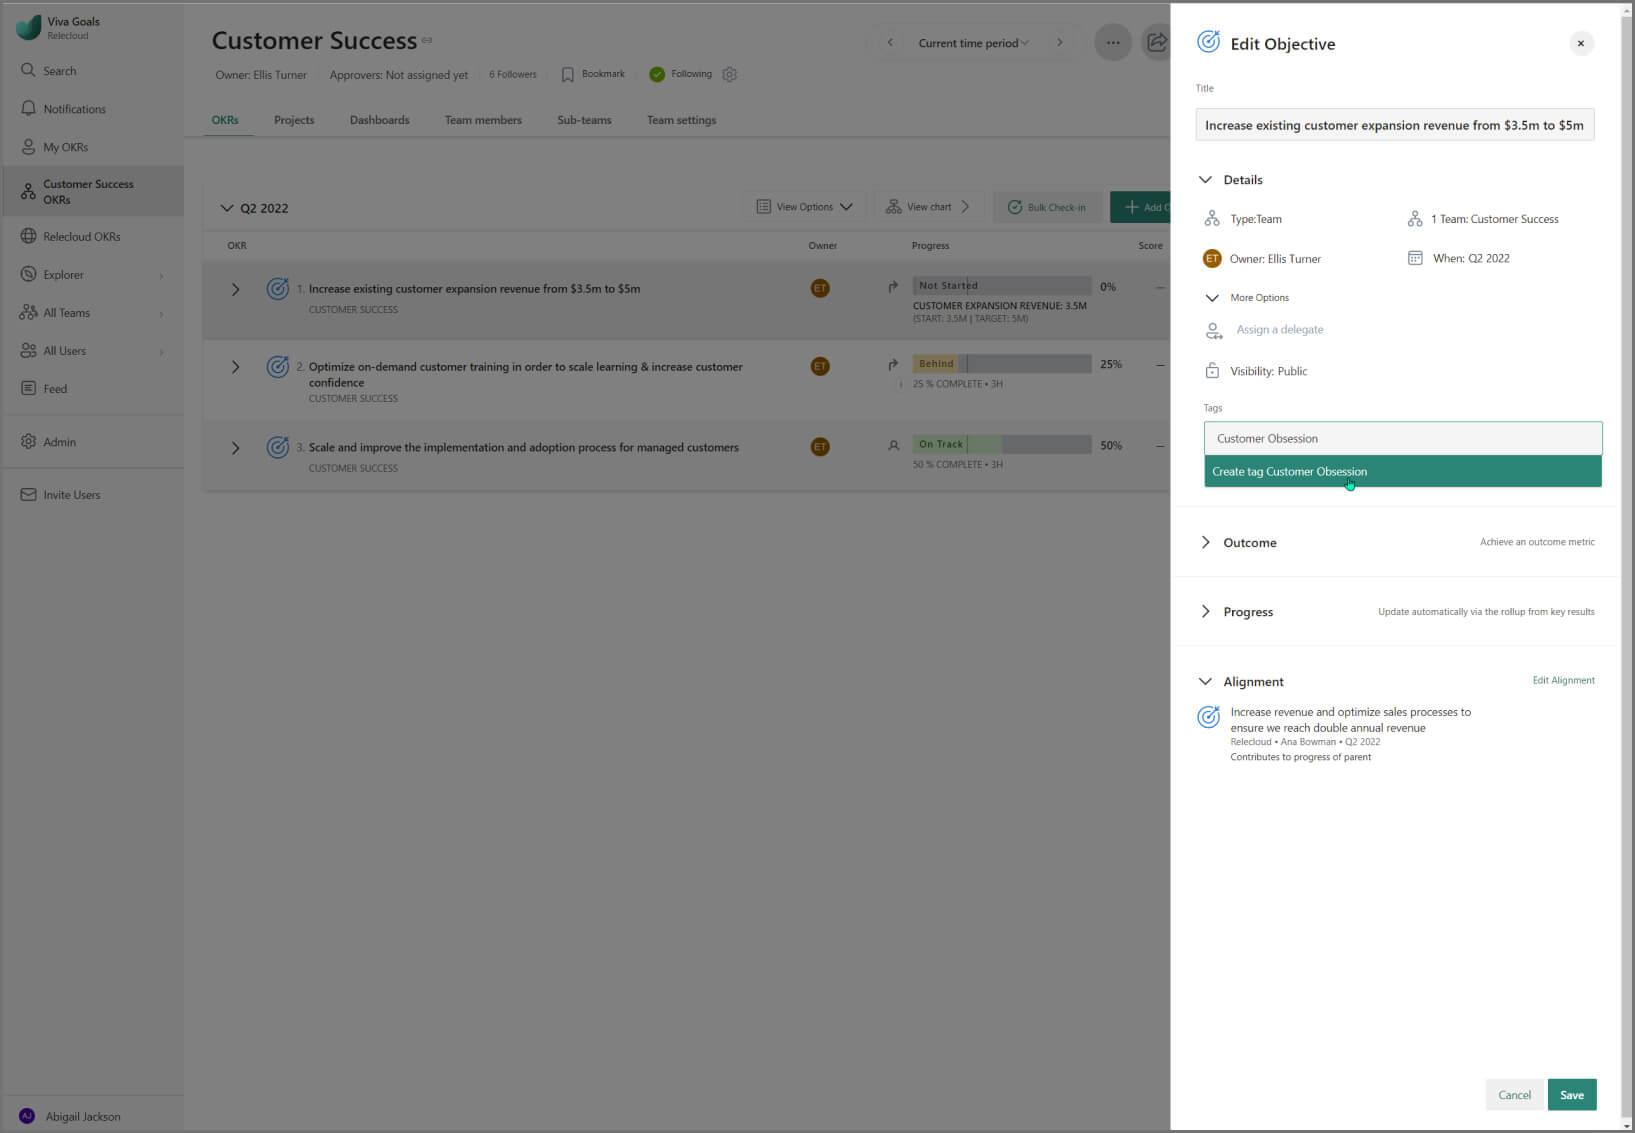 Viva Goals
Relecloud
Search
Notifications
My OKRs
Customer Success
OKRs
Relecloud OKRs
Explorer
All Teams
All Users
Feed
Admin
Invite Users
AJ Abigail Jackson
Customer Success
Current time period
Owner: Ellis Turner
Approvers: Not assigned yet
6 Followers
Bookmark
Following
OKRs
Projects
Dashboards
Team members
Sub-teams
Team settings
Q2 2022
View Options
View chart
Bulk Check-in
Add
OKR
Owner
Progress
Score
1. Increase existing customer expansion revenue from $3.5m to $5m
CUSTOMER SUCCESS
ET
Not Started
0%
CUSTOMER EXPANSION REVENUE: 3.5M
(START: 3.5M | TARGET: 5M)
2. Optimize on-demand customer training in order to scale learning & increase customer
confidence
CUSTOMER SUCCESS
ET
Behind
25%
25 % COMPLETE • 3H
3. Scale and improve the implementation and adoption process for managed customers
CUSTOMER SUCCESS
ET
On Track
50%
50 % COMPLETE • 3H
Edit Objective
Title
Increase existing customer expansion revenue from $3.5m to $5m
Details
Type:Team
1 Team: Customer Success
ET Owner: Ellis Turner
When: Q2 2022
More Options
Assign a delegate
Visibility: Public
Tags
Customer Obsession
Create tag Customer Obsession
Outcome
Achieve an outcome metric
Progress
Update automatically via the rollup from key results
Alignment
Edit Alignment
Increase revenue and optimize sales processes to
ensure we reach double annual revenue
Relecloud • Ana Bowman • Q2 2022
Contributes to progress of parent
Cancel
Save